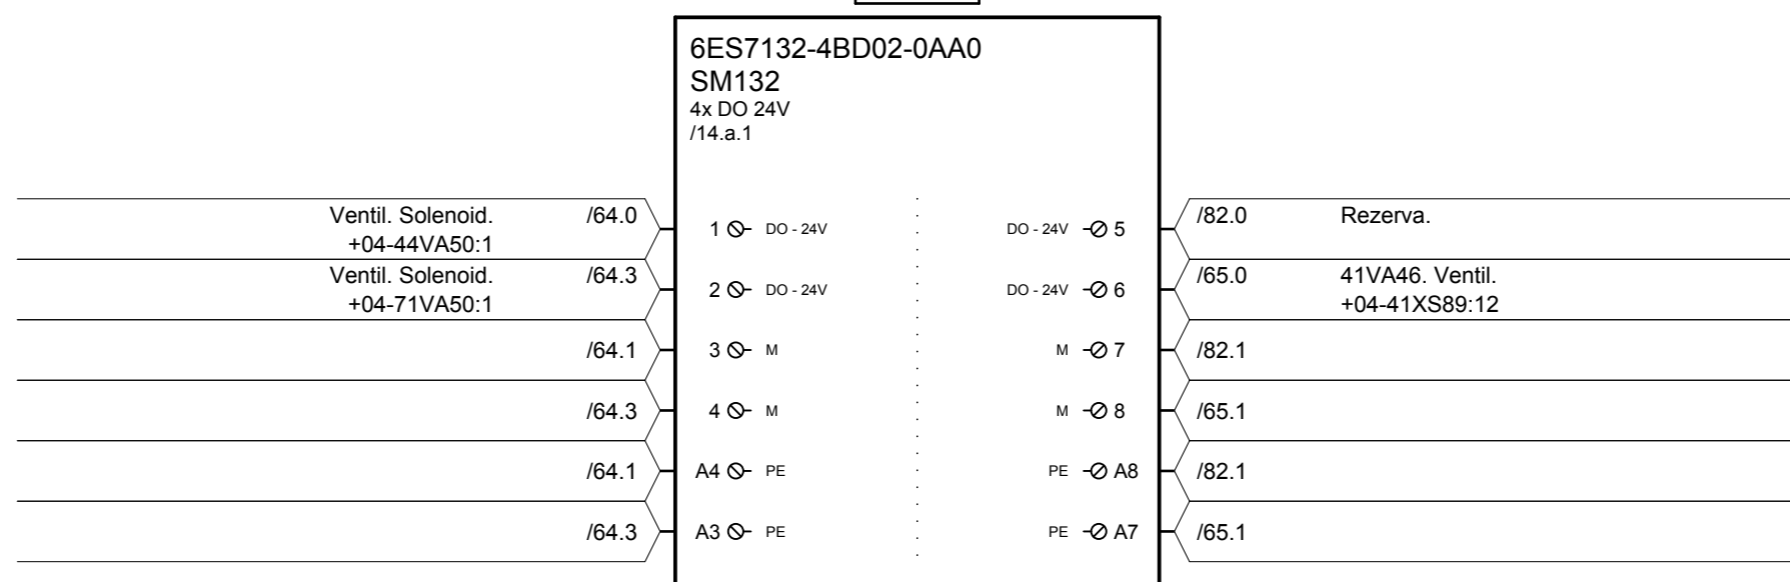 6ES7132-4BD02-0AA0
SM132
4x DO 24V
/14.a.1
Ventil. Solenoid. /64.0 1 DO - 24V DO - 24V 5 /82.0 Rezerva.
+04-44VA50:1
Ventil. Solenoid. /64.3 2 DO - 24V DO - 24V 6 /65.0 41VA46. Ventil.
+04-71VA50:1 +04-41XS89:12
/64.1 3 M M 7 /82.1
/64.3 4 M M 8 /65.1
/64.1 A4 PE PE A8 /82.1
/64.3 A3 PE PE A7 /65.1